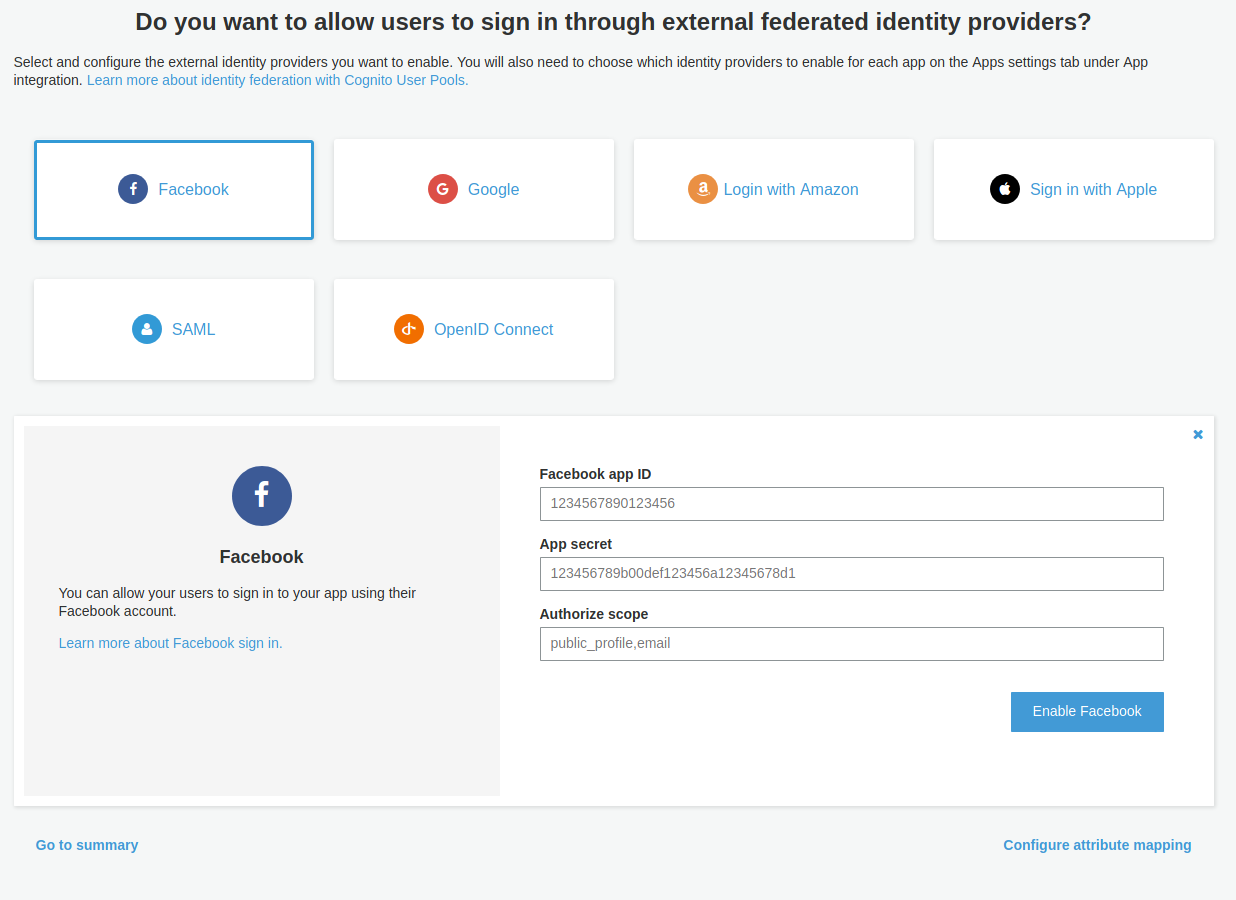 Do you want to allow users to sign in through external federated identity providers?
Select and configure the external identity providers you want to enable. You will also need to choose which identity providers to enable for each app on the Apps settings tab under App
integration. Learn more about identity federation with Cognito User Pools.
Facebook
Google
Login with Amazon
Sign in with Apple
SAML
OpenID Connect
Facebook
You can allow your users to sign in to your app using their
Facebook account.
Learn more about Facebook sign in.
Facebook app ID
1234567890123456
App secret
123456789b00def123456a12345678d1
Authorize scope
public_profile,email
Enable Facebook
Go to summary
Configure attribute mapping